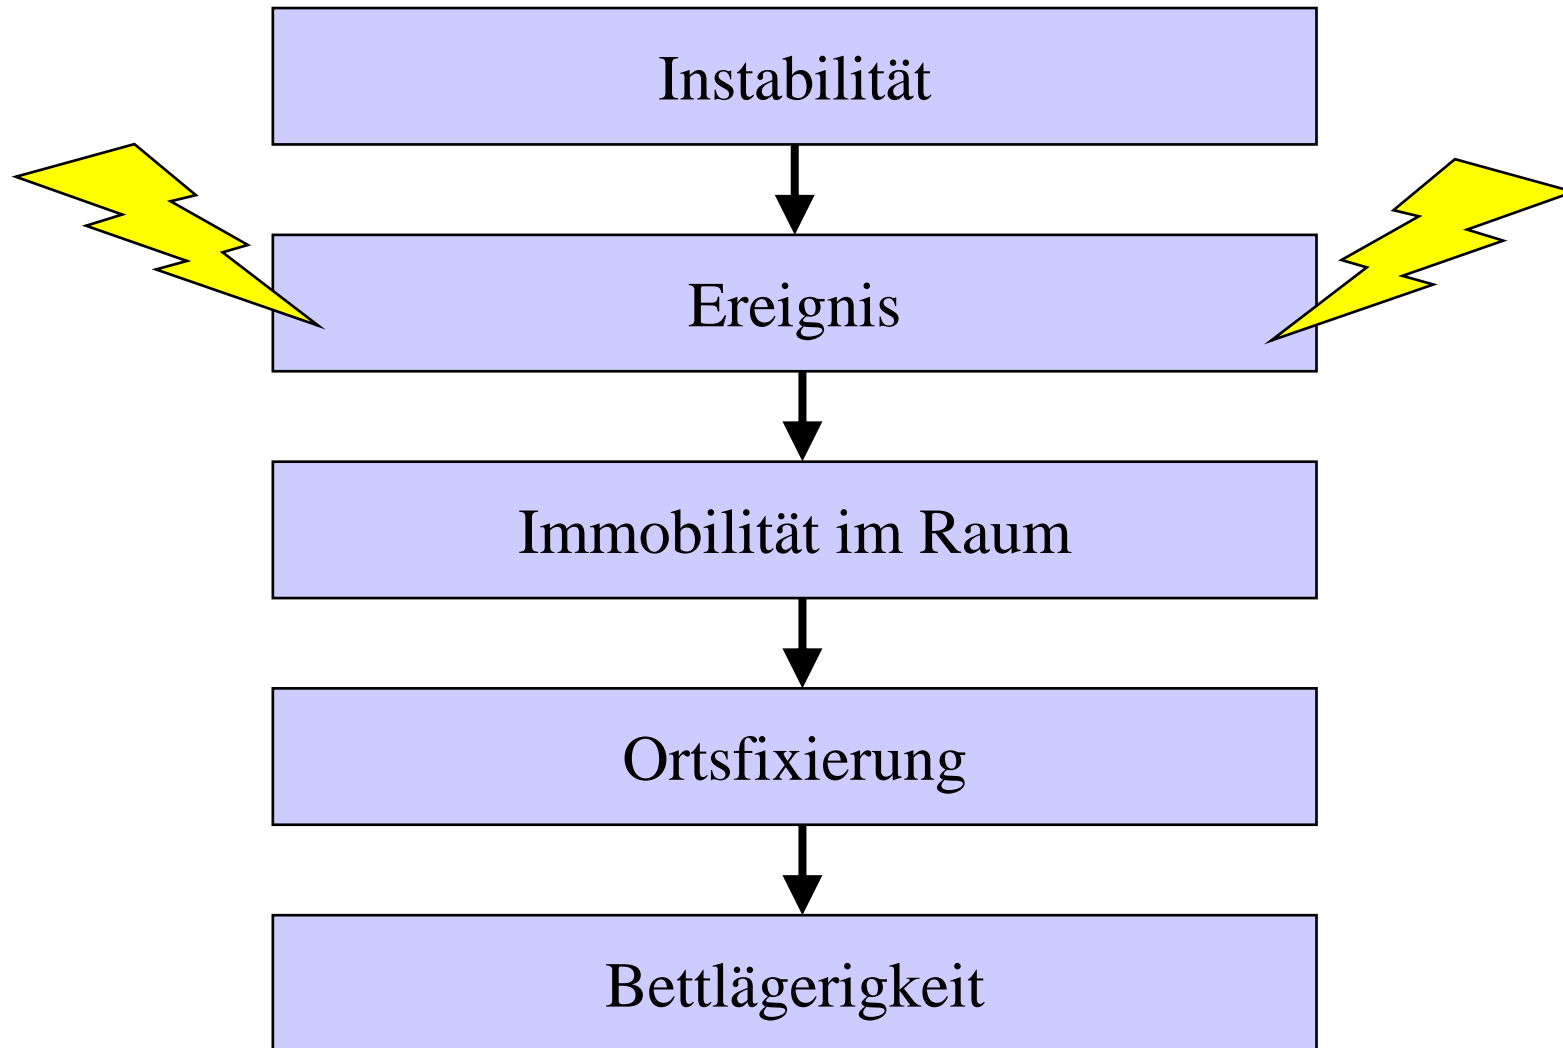 Instabilität
Ereignis
Immobilität im Raum
Ortsfixierung
Bettlägerigkeit